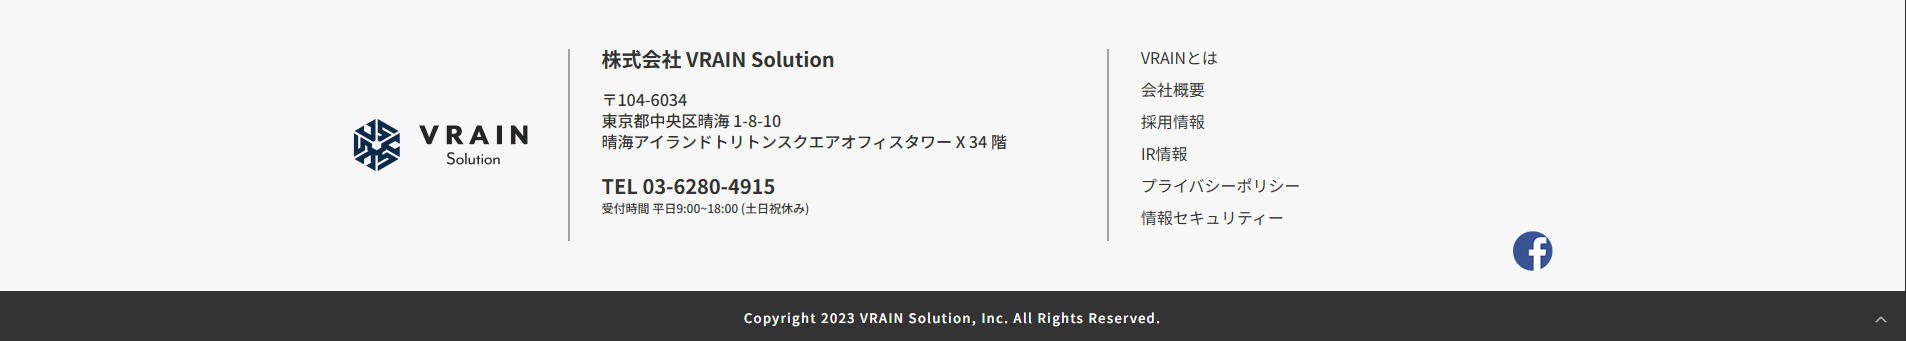 VRAIN
Solution
株式会社 VRAIN Solution
〒104-6034
東京都中央区晴海 1-8-10
晴海アイランドトリトンスクエアオフィスタワー X 34 階
TEL 03-6280-4915
受付時間 平日9:00~18:00 (土日祝休み)
VRAINとは
会社概要
採用情報
IR情報
プライバシーポリシー
情報セキュリティー
Copyright 2023 VRAIN Solution, Inc. All Rights Reserved.